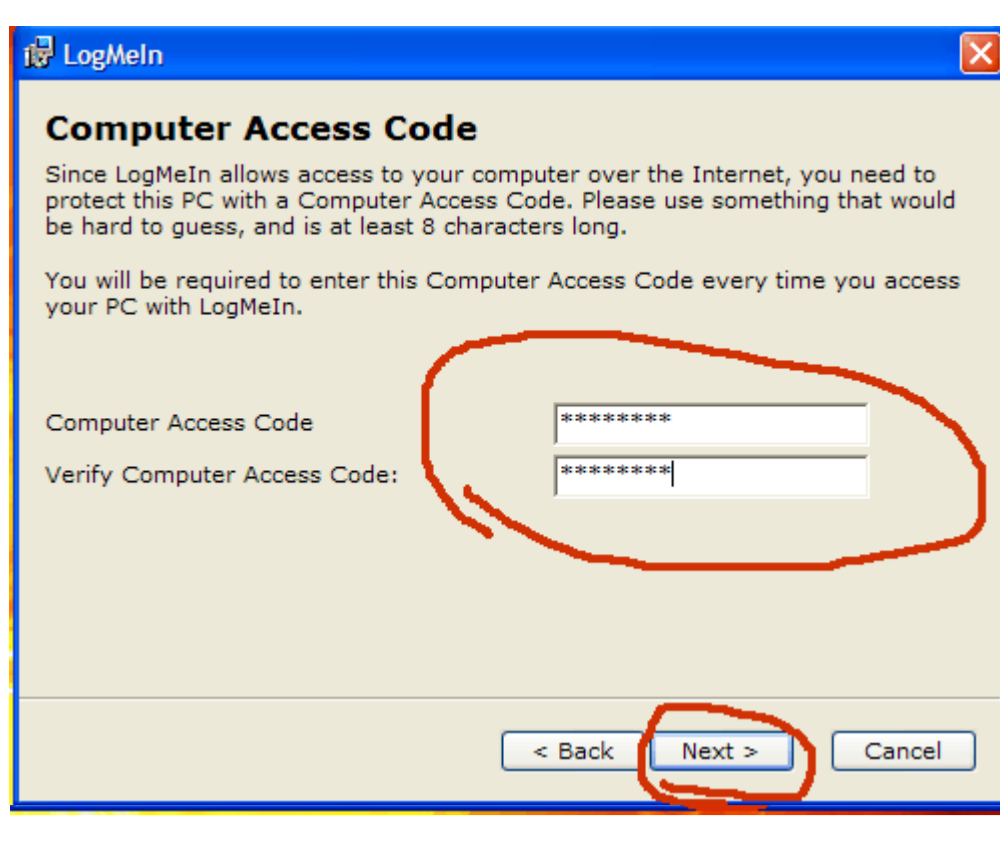 LogMeIn
Computer Access Code
Since LogMeIn allows access to your computer over the Internet, you need to
protect this PC with a Computer Access Code. Please use something that would
be hard to guess, and is at least 8 characters long.
You will be required to enter this Computer Access Code every time you access
your PC with LogMeIn.
Computer Access Code
********
Verify Computer Access Code:
********
< Back
Next >
Cancel